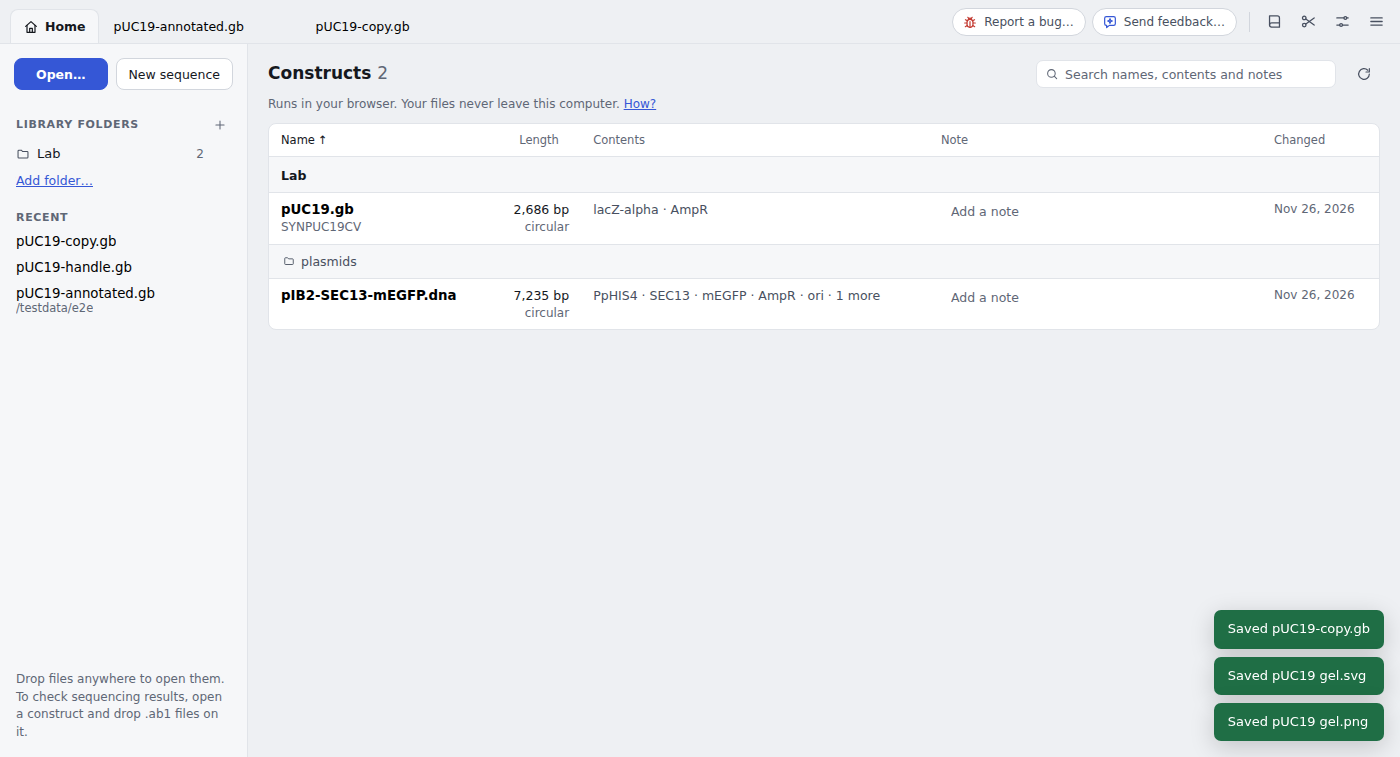 Home
pUC19-annotated.gb
pUC19-copy.gb
Report a bug…
Send feedback…
Open…
New sequence
LIBRARY FOLDERS
Lab 2
Add folder…
RECENT
pUC19-copy.gb
pUC19-handle.gb
pUC19-annotated.gb
/testdata/e2e
Drop files anywhere to open them.
To check sequencing results, open
a construct and drop .ab1 files on
it.
Constructs 2
Search names, contents and notes
Runs in your browser. Your files never leave this computer. How?
Name ↑ Length Contents Note Changed
Lab
pUC19.gb 2,686 bp lacZ-alpha · AmpR Add a note Nov 26, 2026
SYNPUC19CV circular
plasmids
pIB2-SEC13-mEGFP.dna 7,235 bp PpHIS4 · SEC13 · mEGFP · AmpR · ori · 1 more Add a note Nov 26, 2026
circular
Saved pUC19-copy.gb
Saved pUC19 gel.svg
Saved pUC19 gel.png